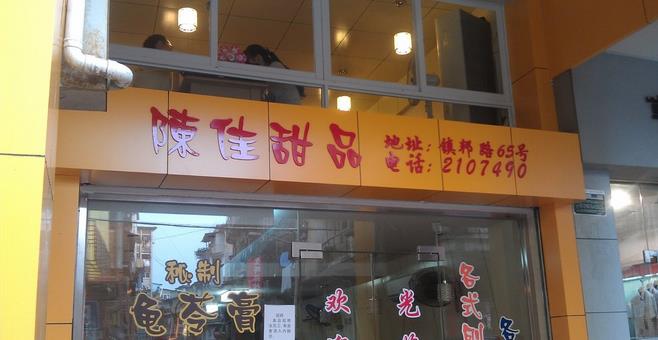 陳佳甜品
地址:镇邦路65号
电话:2107490
秘制
龟苓膏
欢
光
各式